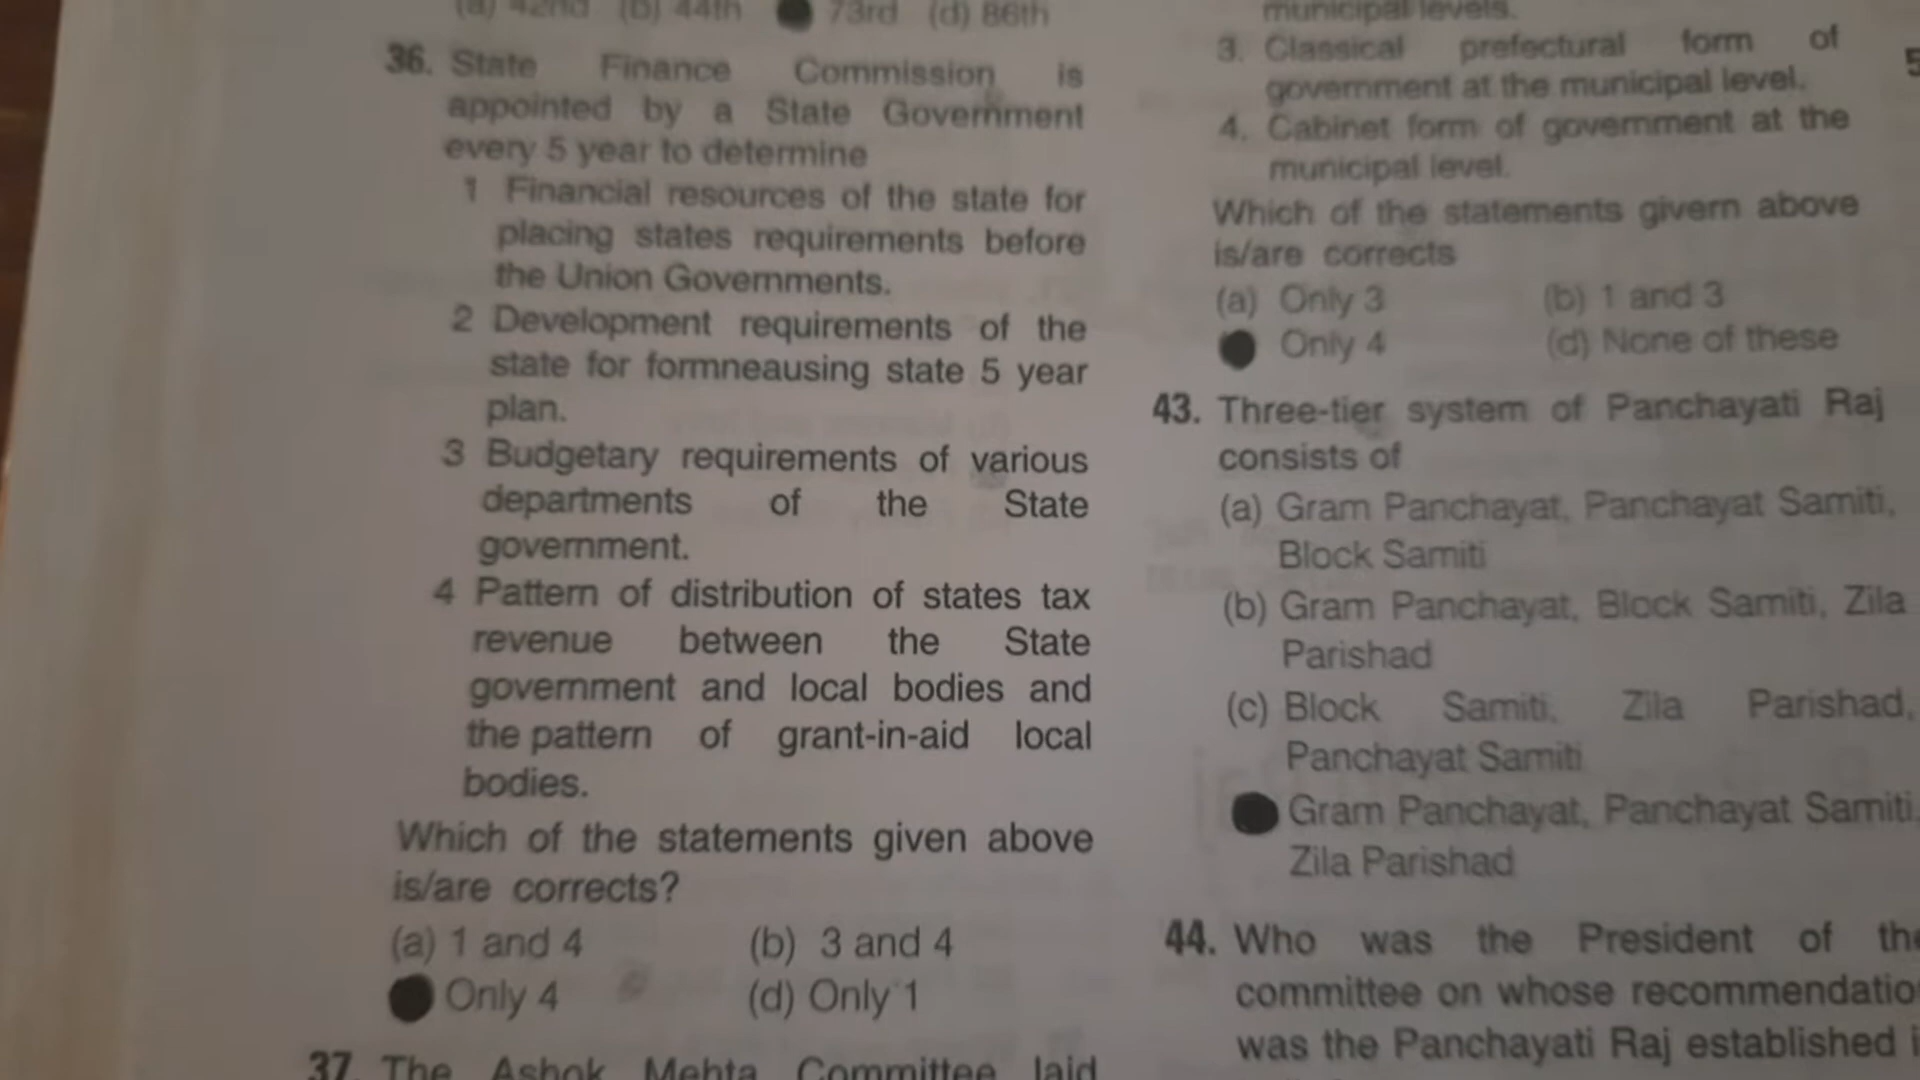 (a) 42nd (b) 44th 73rd (d) 86th
36. State Finance Commission is
appointed by a State Government
every 5 year to determine
1 Financial resources of the state for
placing states requirements before
the Union Governments.
2 Development requirements of the
state for formneausing state 5 year
plan.
3 Budgetary requirements of various
departments of the State
government.
4 Pattern of distribution of states tax
revenue between the State
government and local bodies and
the pattern of grant-in-aid local
bodies.
Which of the statements given above
is/are corrects?
(a) 1 and 4 (b) 3 and 4
Only 4 (d) Only 1
37. The Ashok Mehta Committee laid
municipal levels.
3. Classical prefectural form of
government at the municipal level.
4. Cabinet form of government at the
municipal level.
Which of the statements givern above
is/are corrects
(a) Only 3 (b) 1 and 3
Only 4 (d) None of these
43. Three-tier system of Panchayati Raj
consists of
(a) Gram Panchayat, Panchayat Samiti,
Block Samiti
(b) Gram Panchayat, Block Samiti, Zila
Parishad
(c) Block Samiti, Zila Parishad,
Panchayat Samiti
Gram Panchayat, Panchayat Samiti,
Zila Parishad
44. Who was the President of the
committee on whose recommendation
was the Panchayati Raj established i
5